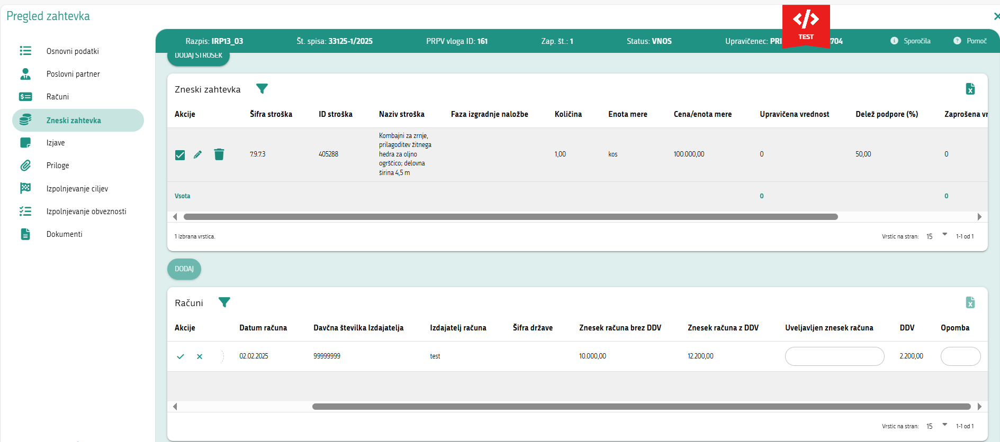 Pregled zahtevka
TEST
Razpis: IRP13_03 Št. spisa: 33125-1/2025 PRPV vloga ID: 161 Zap. št.: 1 Status: VNOS Upravičenec: PRI 704 Sporočila Pomoč
Osnovni podatki
Poslovni partner
Računi
Zneski zahtevka
Izjave
Priloge
Izpolnjevanje ciljev
Izpolnjevanje obveznosti
Dokumenti
DODAJ STROŠEK
Zneski zahtevka
Akcije Šifra stroška ID stroška Naziv stroška Faza izgradnje naložbe Količina Enota mere Cena/enota mere Upravičena vrednost Delež podpore (%) Zaprošena vr
Kombajni za zrnje,
prilagoditev žitnega
7.9.7.3 405288 hedra za oljno 1,00 kos 100.000,00 0 50,00 0
ogrščico; delovna
širina 4,5 m
Vsota 0 0
1 izbrana vrstica. Vrstic na stran: 15 1-1 od 1
DODAJ
Računi
Akcije Datum računa Davčna številka Izdajatelja Izdajatelj računa Šifra države Znesek računa brez DDV Znesek računa z DDV Uveljavljen znesek računa DDV Opomba
02.02.2025 99999999 test 10.000,00 12.200,00 2.200,00
Vrstic na stran: 15 1-1 od 1